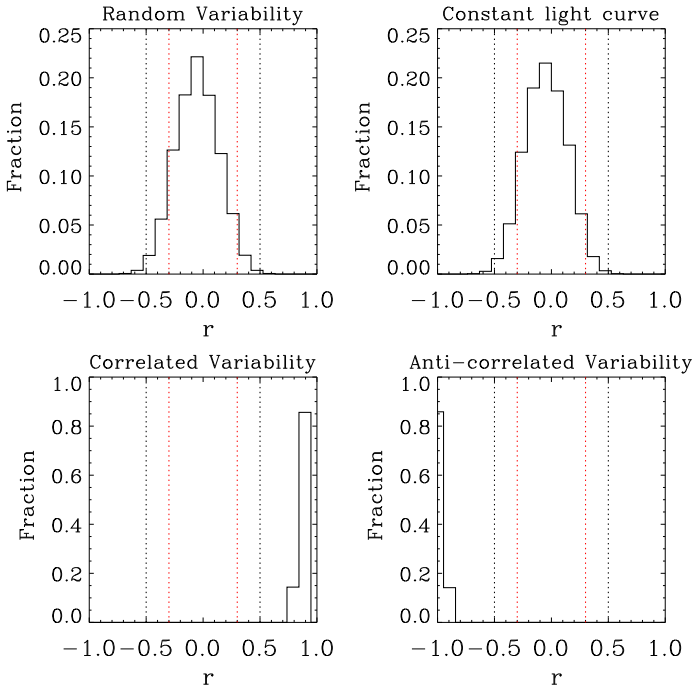 Random Variability
Constant light curve
0.25
0.20
0.15
0.10
0.05
0.00
Fraction
−1.0 −0.5 0.0 0.5 1.0
r
0.25
0.20
0.15
0.10
0.05
0.00
Fraction
−1.0 −0.5 0.0 0.5 1.0
r
Correlated Variability
Anti−correlated Variability
1.0
0.8
0.6
0.4
0.2
0.0
Fraction
−1.0 −0.5 0.0 0.5 1.0
r
1.0
0.8
0.6
0.4
0.2
0.0
Fraction
−1.0 −0.5 0.0 0.5 1.0
r